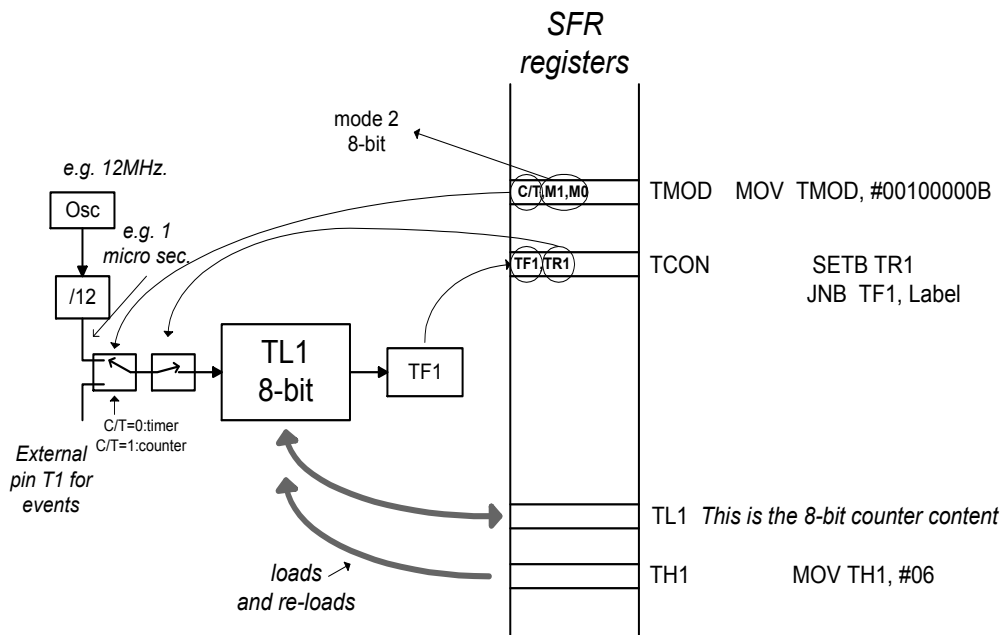 SFR
registers
mode 2
8-bit
e.g. 12MHz.
Osc
e.g. 1
micro sec.
/12
C/T,M1,M0
TMOD MOV TMOD, #00100000B
TF1,TR1
TCON SETB TR1
JNB TF1, Label
TL1
8-bit
TF1
C/T=0:timer
C/T=1:counter
External
pin T1 for
events
TL1 This is the 8-bit counter content
TH1 MOV TH1, #06
loads
and re-loads